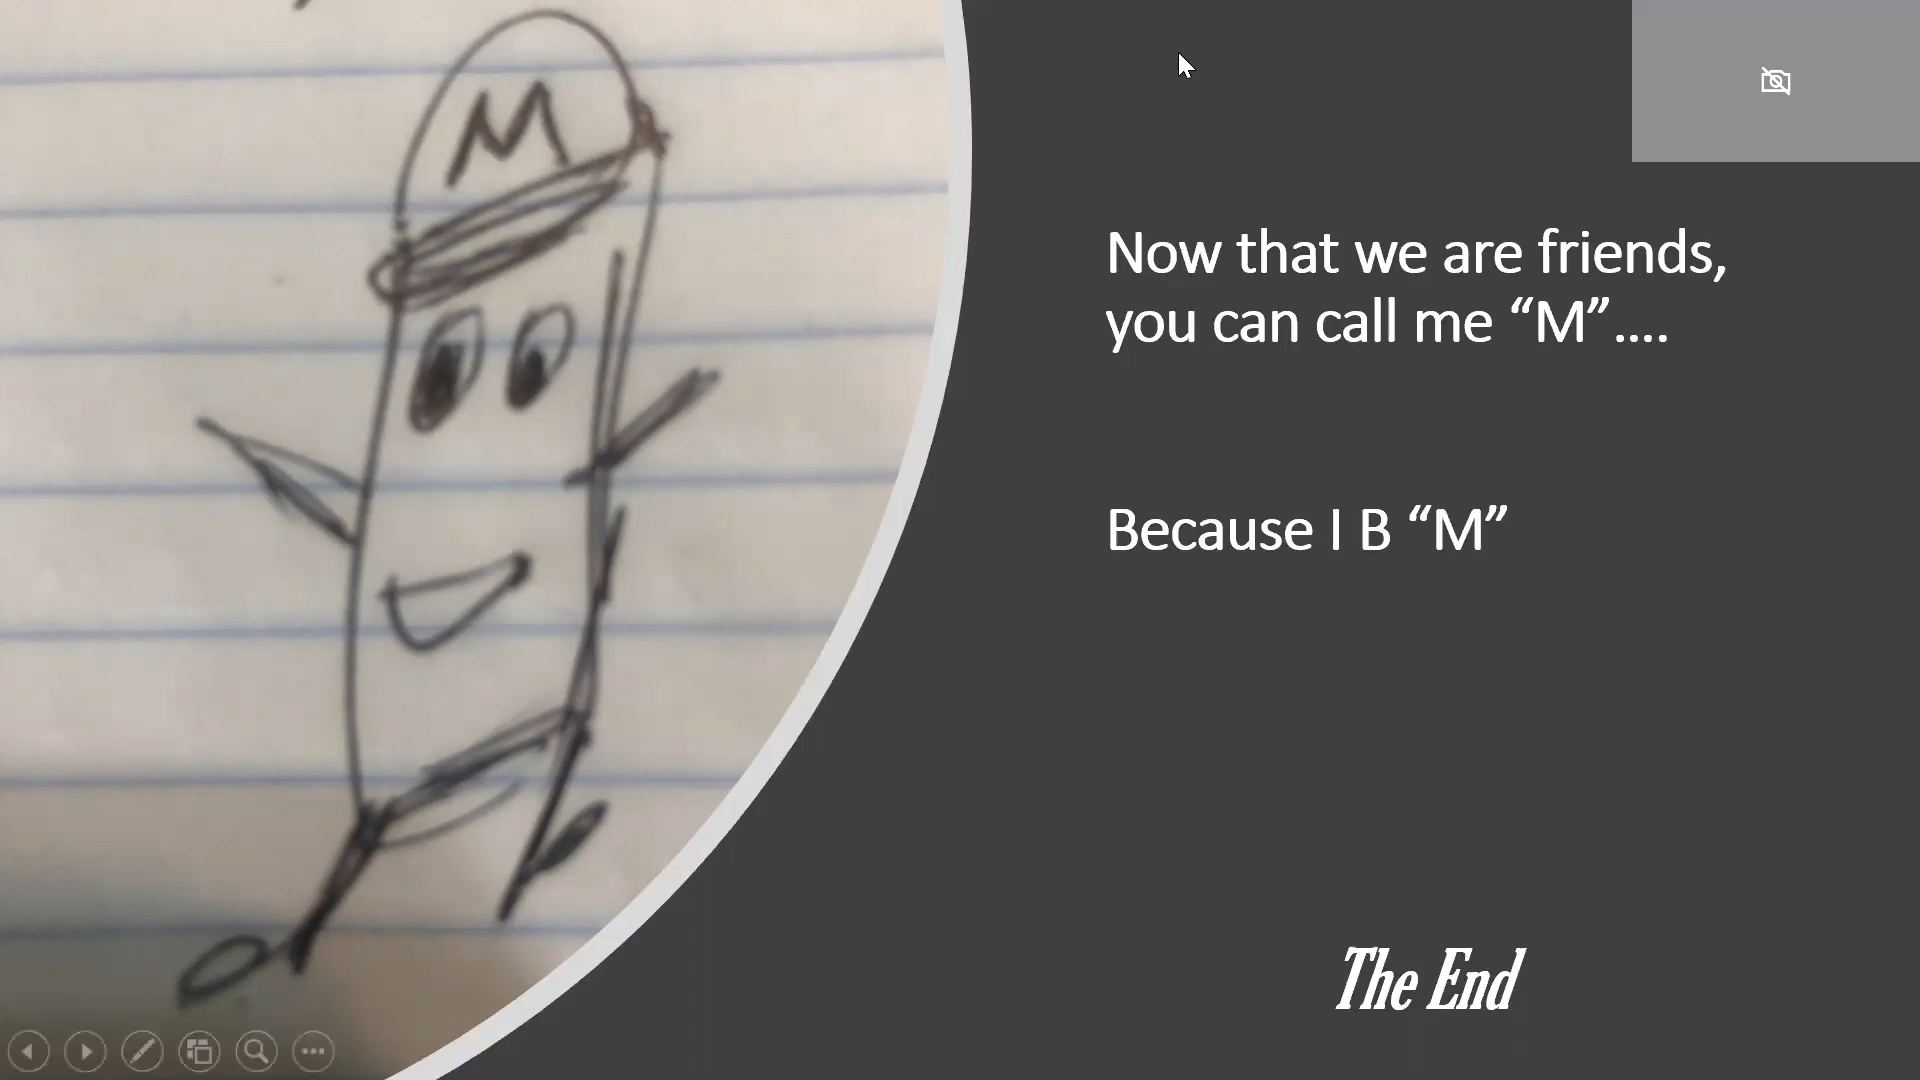 M
Now that we are friends,
you can call me “M”....
Because I B “M”
The End